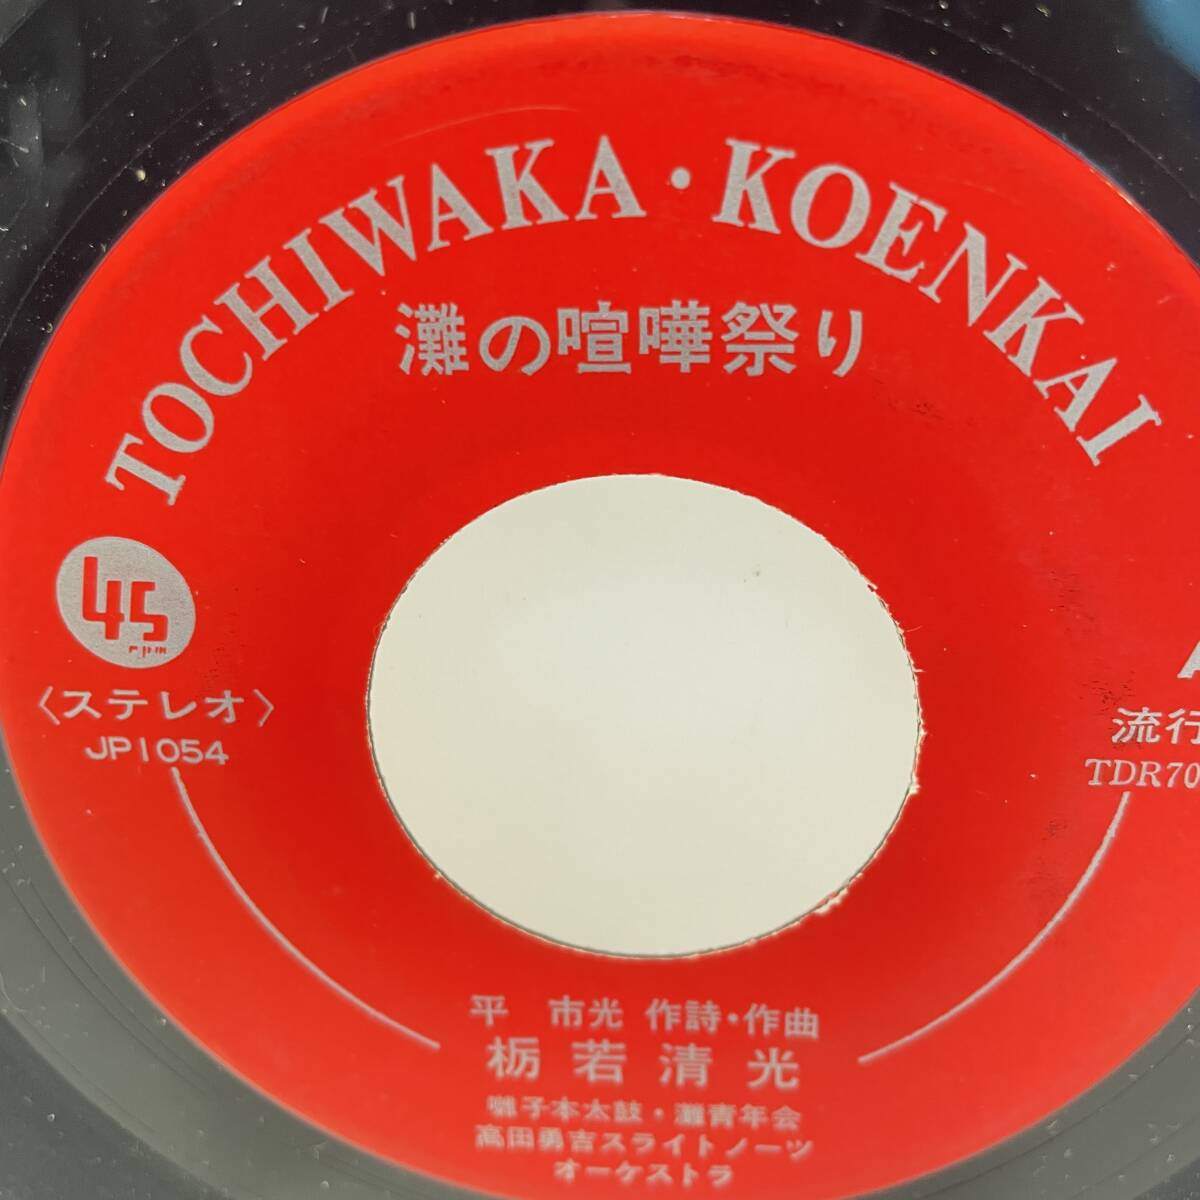 TOCHIWAKA・KOENKAI
灘の喧嘩祭り
45
r.p.m
〈ステレオ〉
JP1054
流行
TDR70
平 市光 作詩・作曲
栃若清光
囃子本太鼓・灘青年会
高田勇吉スライトノーツ
オーケストラ